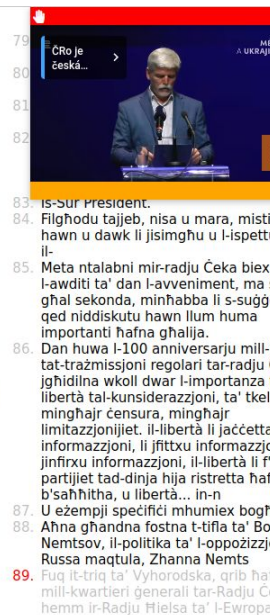 ČRo je
česká...
ME
A UKRAJI
79
80
81
82
83. Is-Sur President.
84. Filgħodu tajjeb, nisa u mara, misti
hawn u dawk li jisimgħu u l-ispettu
il-
85. Meta ntalabni mir-radju Ċeka biex
l-awditi ta' dan l-avveniment, ma s
għal sekonda, minħabba li s-suġġ
qed niddiskutu hawn llum huma
importanti ħafna għalija.
86. Dan huwa l-100 anniversarju mill-
tat-trażmissjoni regolari tar-radju
jgħidilna wkoll dwar l-importanza
libertà tal-kunsiderazzjoni, ta' tkel
mingħajr ċensura, mingħajr
limitazzjonijiet. il-libertà li jaċċetta
informazzjoni, li jfittxu informazzjo
jinfirxu informazzjoni, il-libertà li f'
partijiet tad-dinja hija ristretta ħaf
b'saħħitha, u libertà... in-n
87. U eżempji speċifiċi mhumiex bogħ
88. Aħna għandna fostna t-tifla ta' Bo
Nemtsov, il-politika ta' l-oppożizzj
Russa maqtula, Zhanna Nemts
89. Fuq it-triq ta' Vyhorodska, qrib ħaf
mill-kwartieri ġenerali tar-Radju Ċ
hemm ir-Radju Ħielsa ta' l-Ewropa